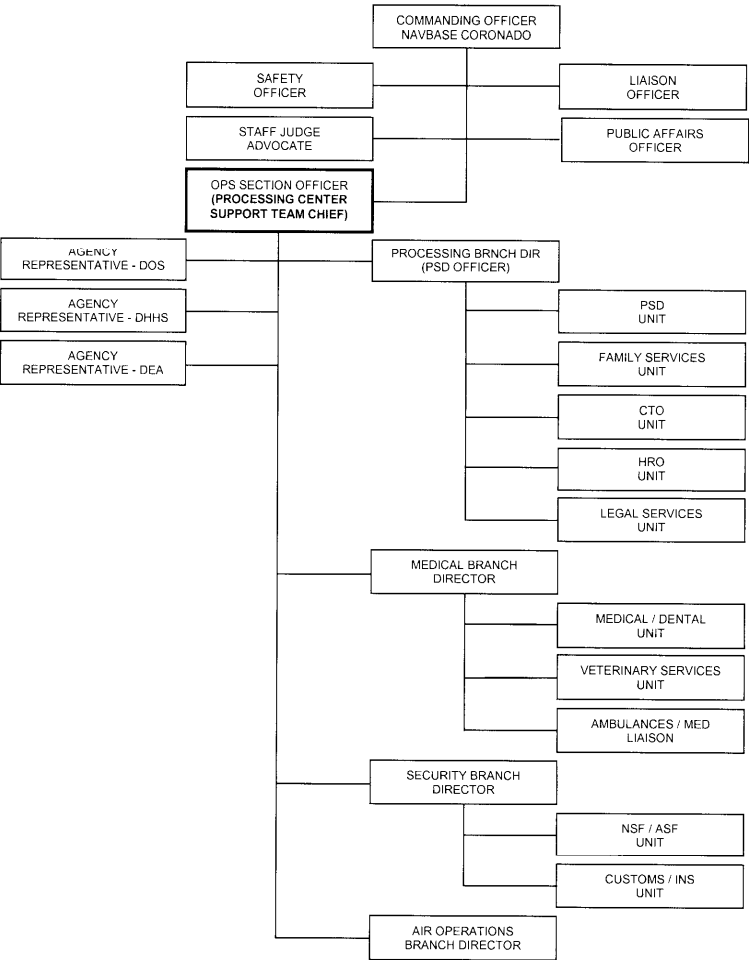 COMMANDING OFFICER
NAVBASE CORONADO
SAFETY
OFFICER
LIAISON
OFFICER
STAFF JUDGE
ADVOCATE
PUBLIC AFFAIRS
OFFICER
OPS SECTION OFFICER
(PROCESSING CENTER
SUPPORT TEAM CHIEF)
AGENCY
REPRESENTATIVE - DOS
PROCESSING BRNCH DIR
(PSD OFFICER)
AGENCY
REPRESENTATIVE - DHHS
PSD
UNIT
AGENCY
REPRESENTATIVE - DEA
FAMILY SERVICES
UNIT
CTO
UNIT
HRO
UNIT
LEGAL SERVICES
UNIT
MEDICAL BRANCH
DIRECTOR
MEDICAL / DENTAL
UNIT
VETERINARY SERVICES
UNIT
AMBULANCES / MED
LIAISON
SECURITY BRANCH
DIRECTOR
NSF / ASF
UNIT
CUSTOMS / INS
UNIT
AIR OPERATIONS
BRANCH DIRECTOR